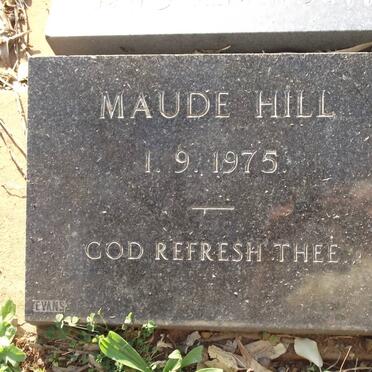 MAUDE HILL
1. 9. 1975
GOD REFRESH THEE
EVANS